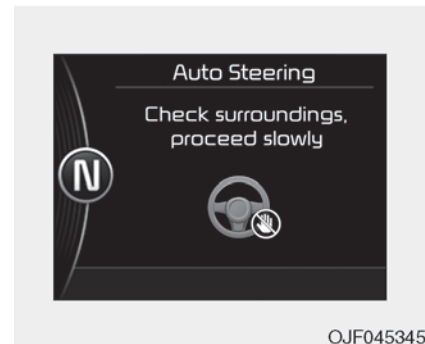 Auto Steering
Check surroundings,
proceed slowly
N
OJF045345